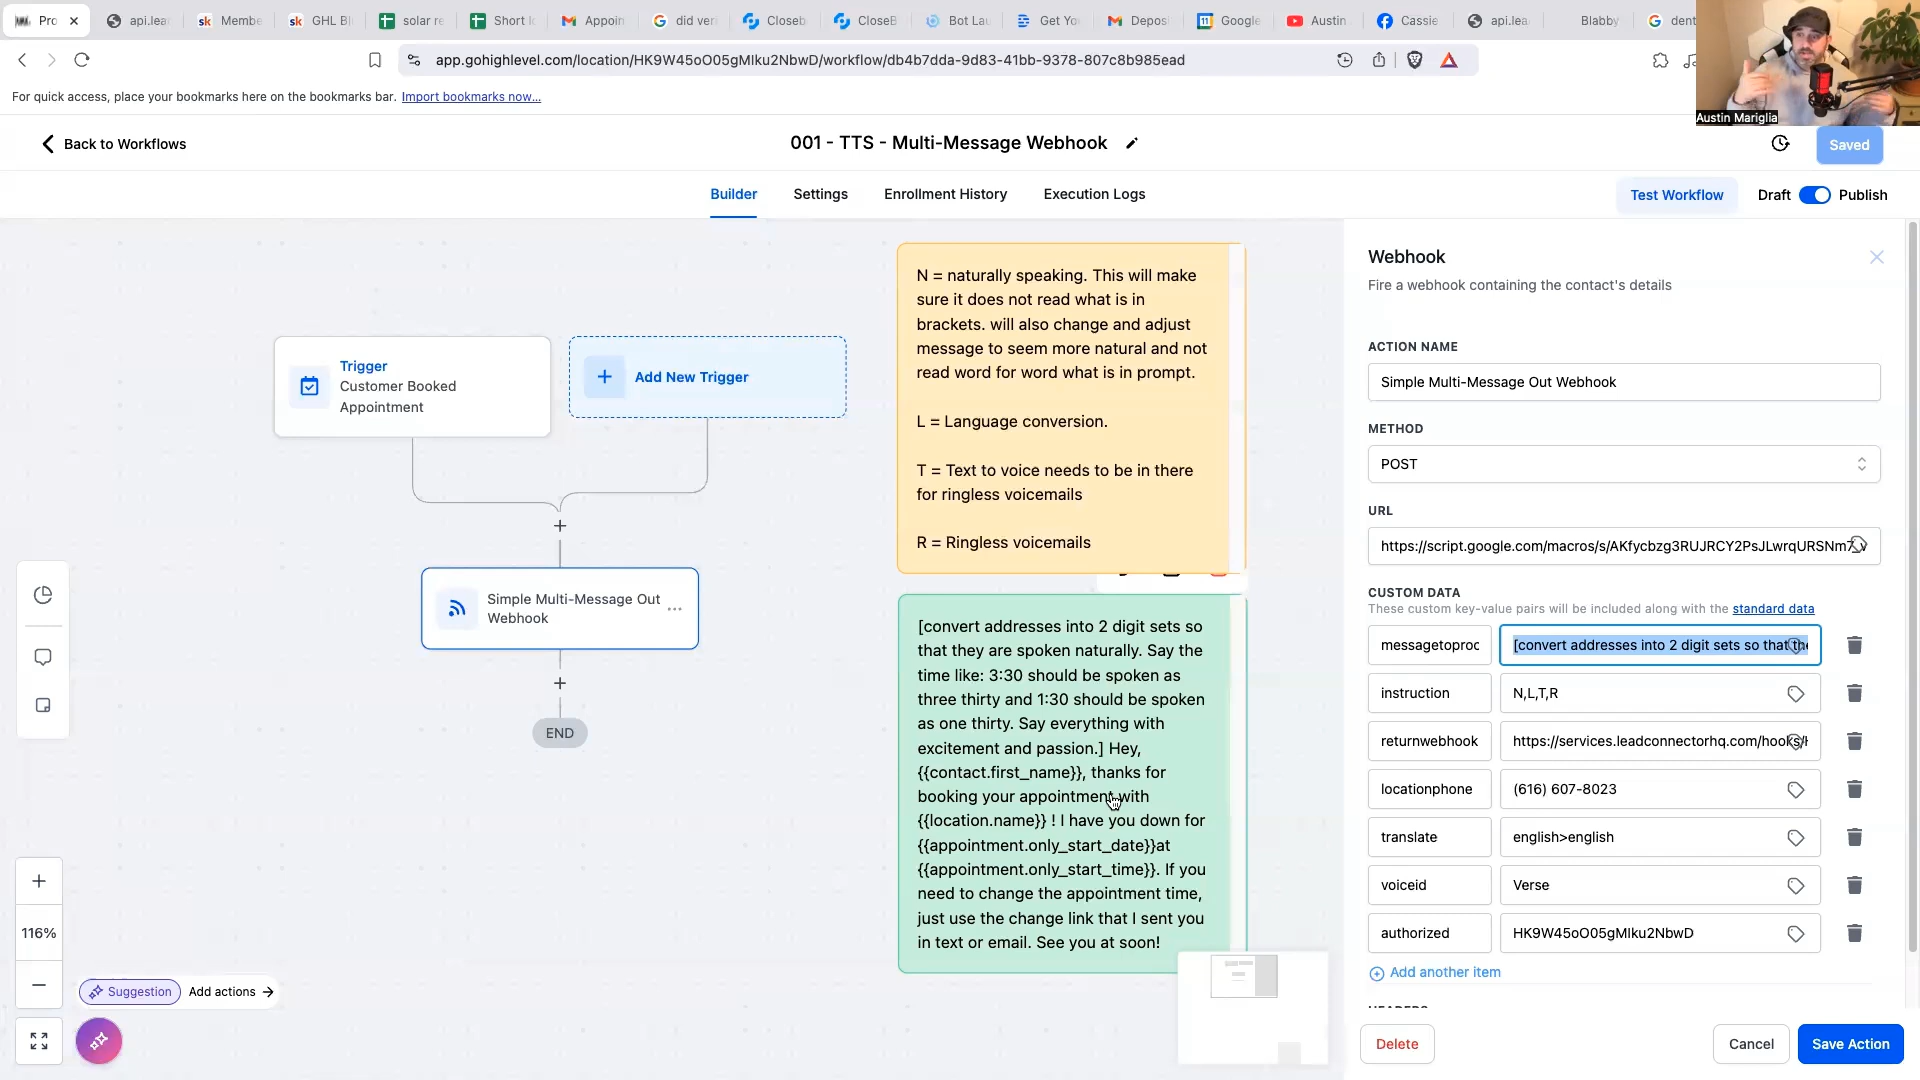 Pro
api.lea
Membe
GHL Bl
solar re
Short Ic
Appoin
did ver
Closeb
CloseB
Bot Lau
Get Yo
Depos
Google
Austin
Cassie
api.lea
Blabby
dent
app.gohighlevel.com/location/HK9W45oO05gMlku2NbwD/workflow/db4b7dda-9d83-41bb-9378-807c8b985ead
For quick access, place your bookmarks here on the bookmarks bar. Import bookmarks now...
Austin Mariglia
Back to Workflows
001 - TTS - Multi-Message Webhook
Saved
Builder
Settings
Enrollment History
Execution Logs
Test Workflow
Draft
Publish
Trigger
Customer Booked
Appointment
Add New Trigger
Simple Multi-Message Out
Webhook
END
N = naturally speaking. This will make
sure it does not read what is in
brackets. will also change and adjust
message to seem more natural and not
read word for word what is in prompt.
L = Language conversion.
T = Text to voice needs to be in there
for ringless voicemails
R = Ringless voicemails
[convert addresses into 2 digit sets so
that they are spoken naturally. Say the
time like: 3:30 should be spoken as
three thirty and 1:30 should be spoken
as one thirty. Say everything with
excitement and passion.] Hey,
{{contact.first_name}}, thanks for
booking your appointment with
{{location.name}} ! I have you down for
{{appointment.only_start_date}}at
{{appointment.only_start_time}}. If you
need to change the appointment time,
just use the change link that I sent you
in text or email. See you at soon!
116%
Suggestion
Add actions
Webhook
Fire a webhook containing the contact's details
ACTION NAME
Simple Multi-Message Out Webhook
METHOD
POST
URL
https://script.google.com/macros/s/AKfycbzg3RUJRCY2PsJLwrqURSNm7
CUSTOM DATA
These custom key-value pairs will be included along with the standard data
messagetoproc
[convert addresses into 2 digit sets so that the
instruction
N,L,T,R
returnwebhook
https://services.leadconnectorhq.com/hooks/
locationphone
(616) 607-8023
translate
english>english
voiceid
Verse
authorized
HK9W45oO05gMlku2NbwD
Add another item
HEADERS
Delete
Cancel
Save Action